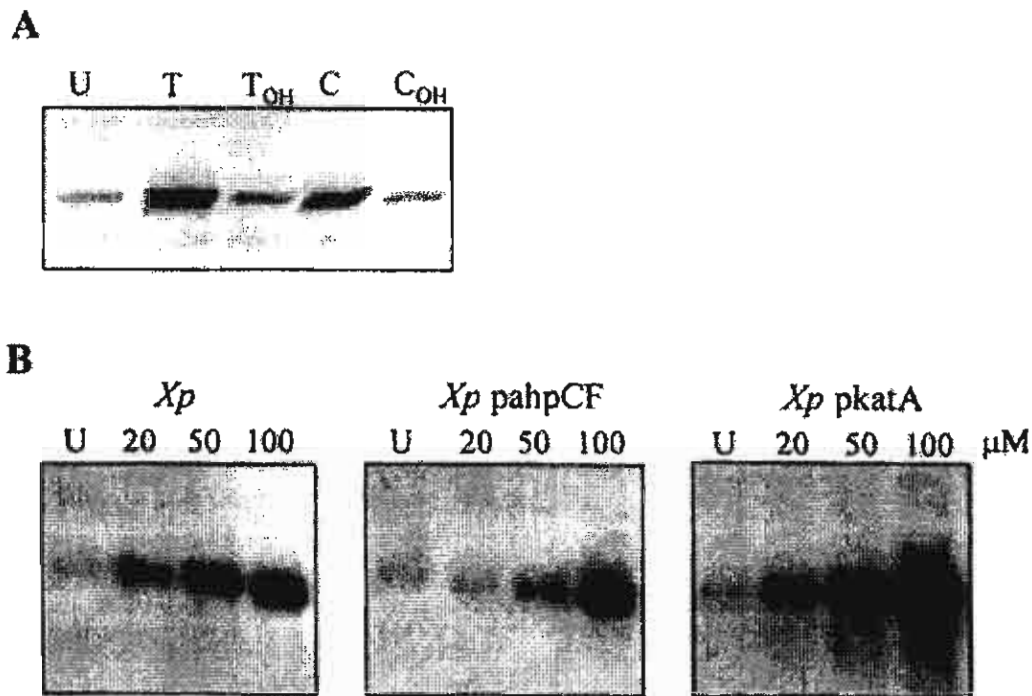 A
U T T_OH C C_OH
B
Xp Xp pahpCF Xp pkatA
U 20 50 100 U 20 50 100 U 20 50 100 μM